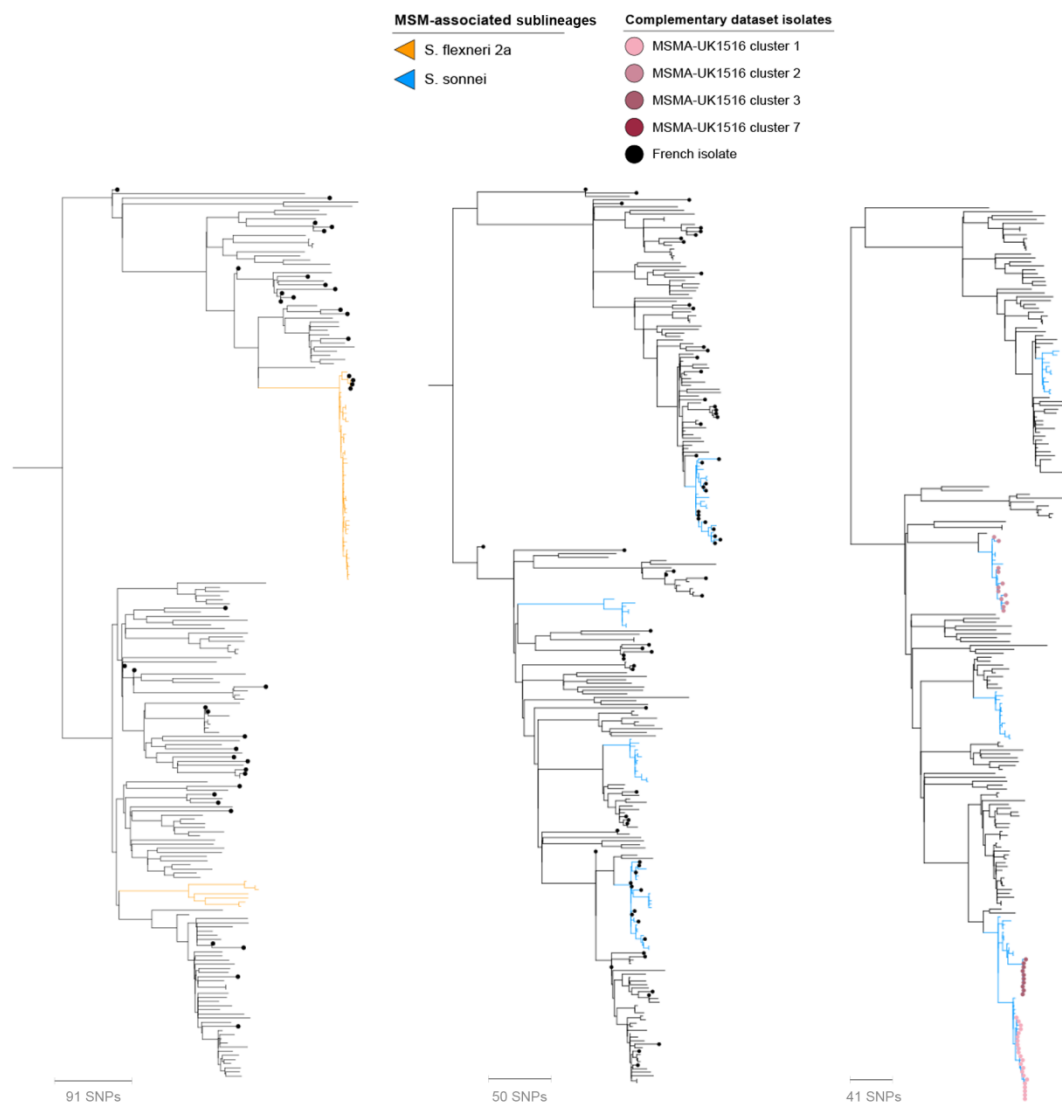 MSM-associated sublineages
S. flexneri 2a
S. sonnei
Complementary dataset isolates
MSMA-UK1516 cluster 1
MSMA-UK1516 cluster 2
MSMA-UK1516 cluster 3
MSMA-UK1516 cluster 7
French isolate
91 SNPs
50 SNPs
41 SNPs